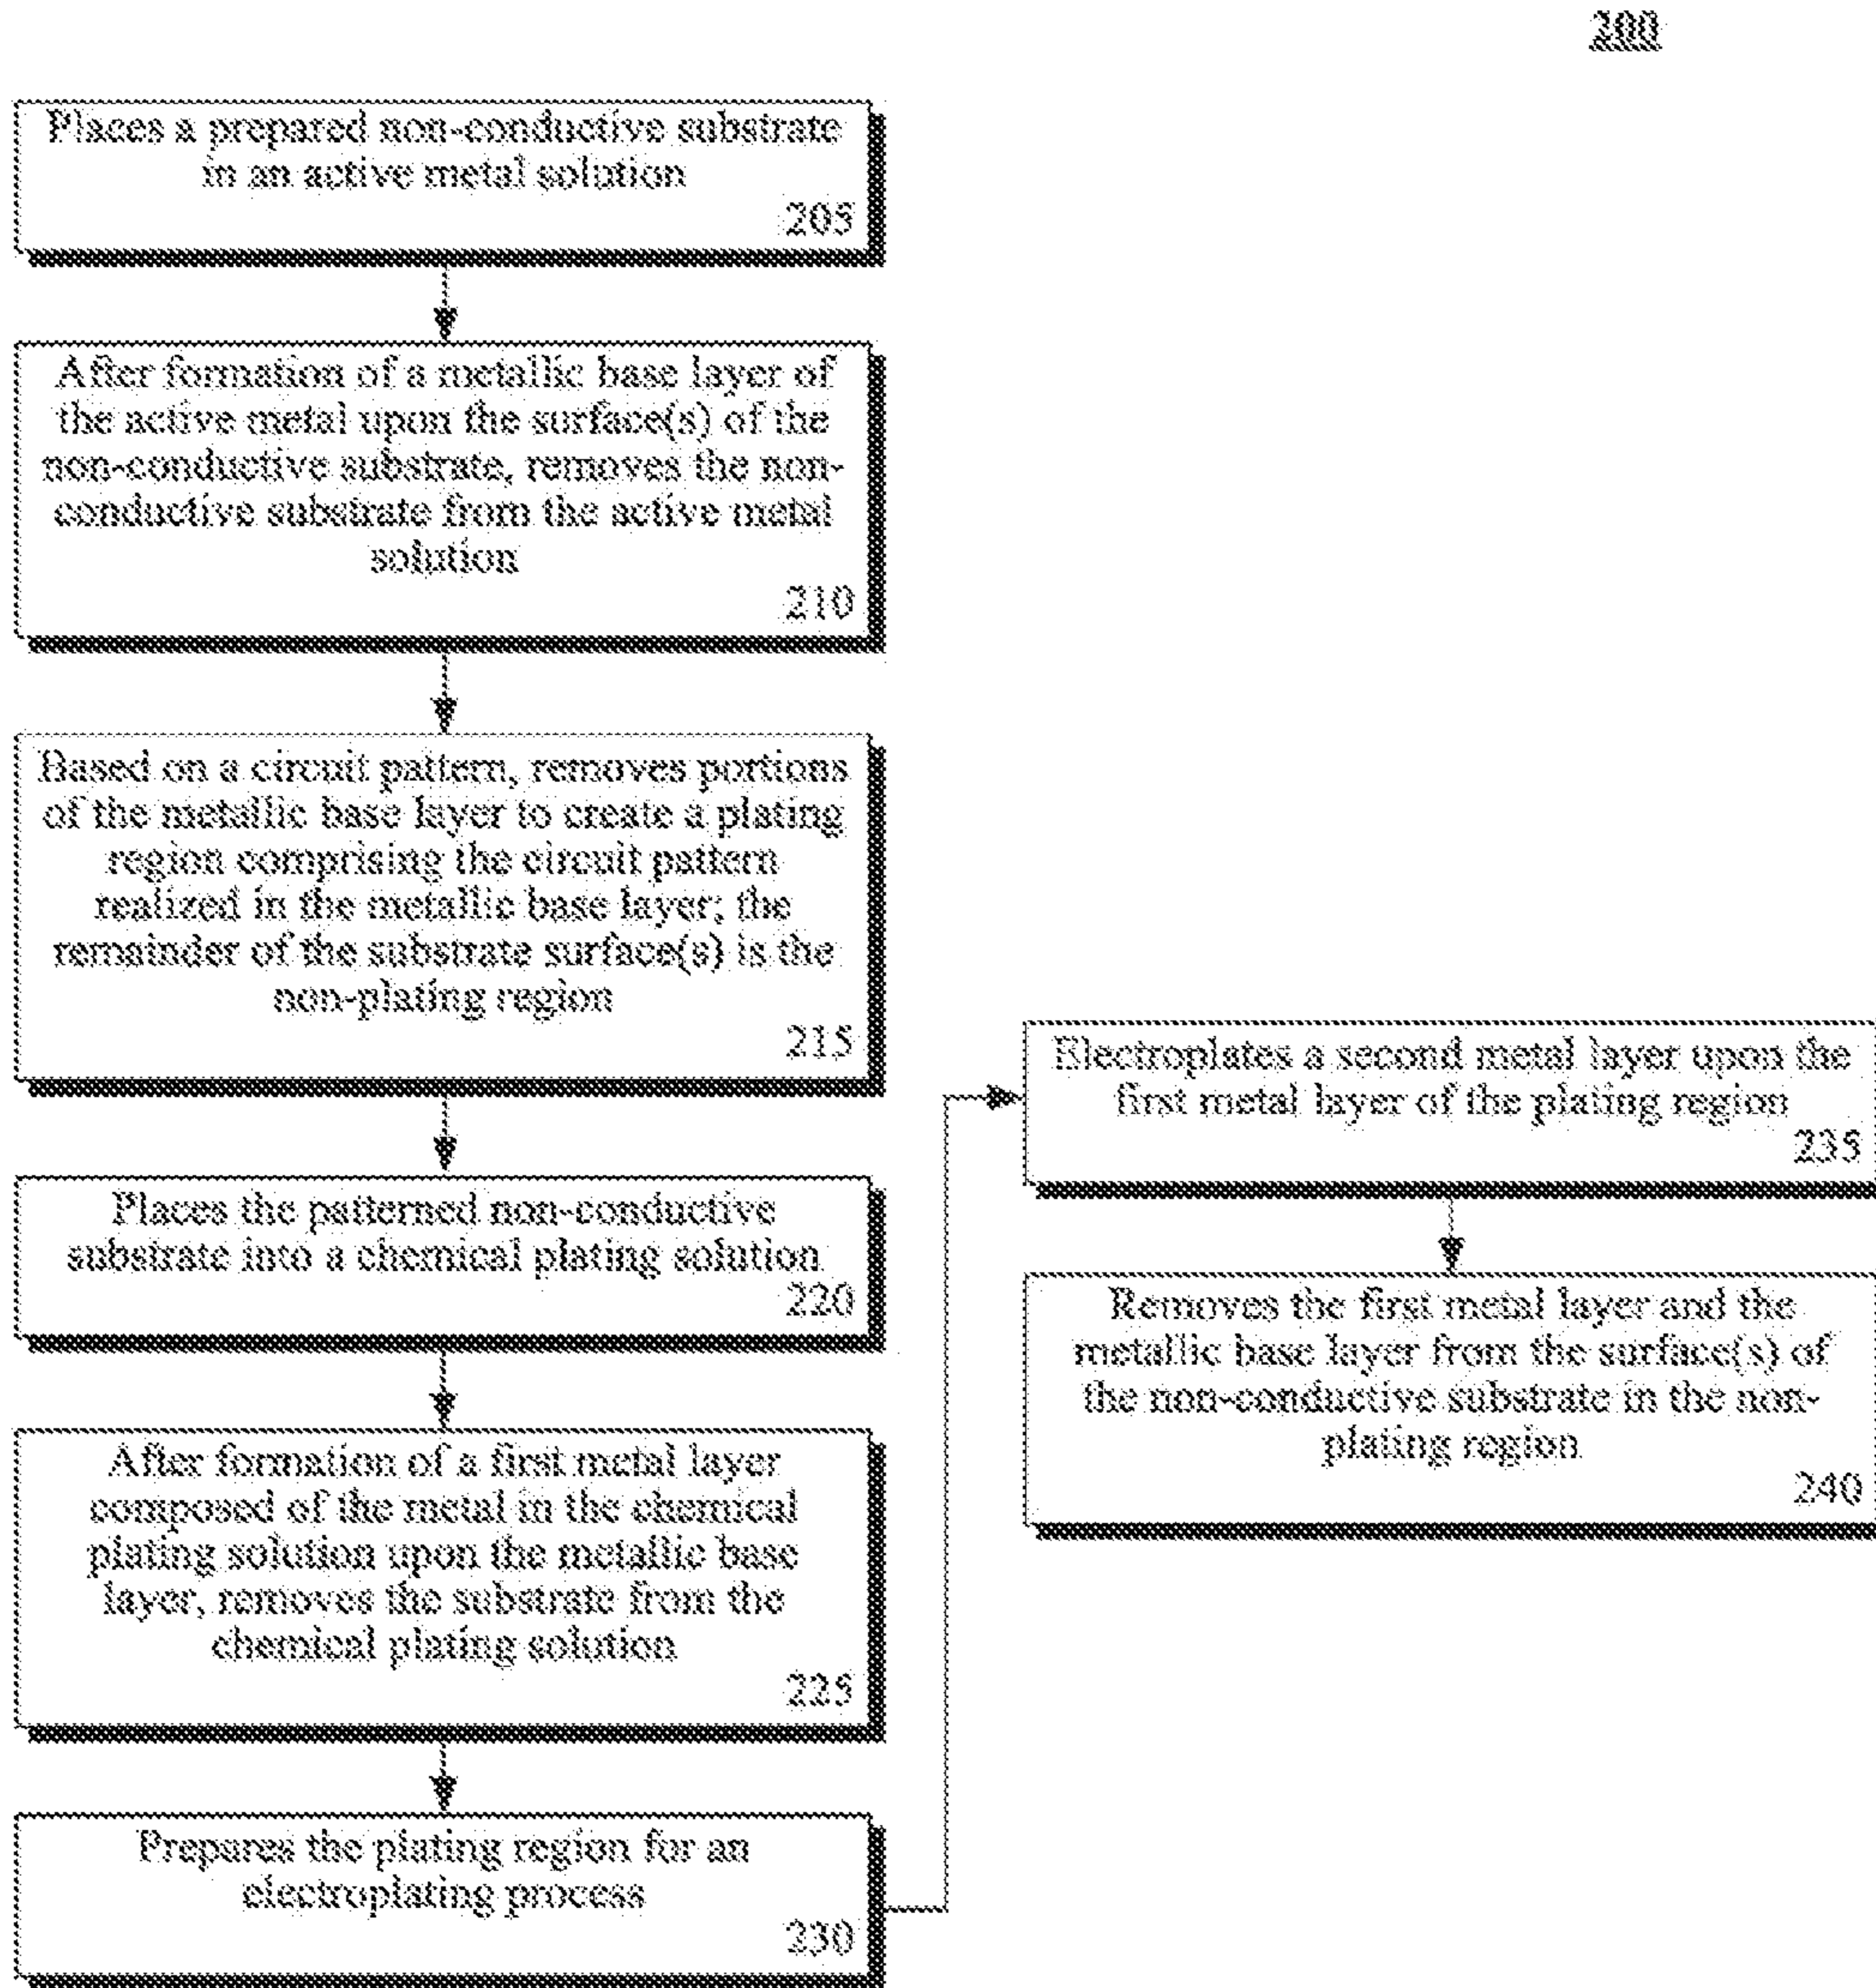 200
Places a prepared non-conductive substrate
in an active metal solution
205
After formation of a metallic base layer of
the active metal upon the surface(s) of the
non-conductive substrate, removes the non-
conductive substrate from the active metal
solution
210
Based on a circuit pattern, removes portions
of the metallic base layer to create a plating
region comprising the circuit pattern
realized in the metallic base layer; the
remainder of the substrate surface(s) is the
non-plating region
215
Places the patterned non-conductive
substrate into a chemical plating solution
220
After formation of a first metal layer
composed of the metal in the chemical
plating solution upon the metallic base
layer, removes the substrate from the
chemical plating solution
225
Prepares the plating region for an
electroplating process
230
Electroplates a second metal layer upon the
first metal layer of the plating region
235
Removes the first metal layer and the
metallic base layer from the surface(s) of
the non-conductive substrate in the non-
plating region
240